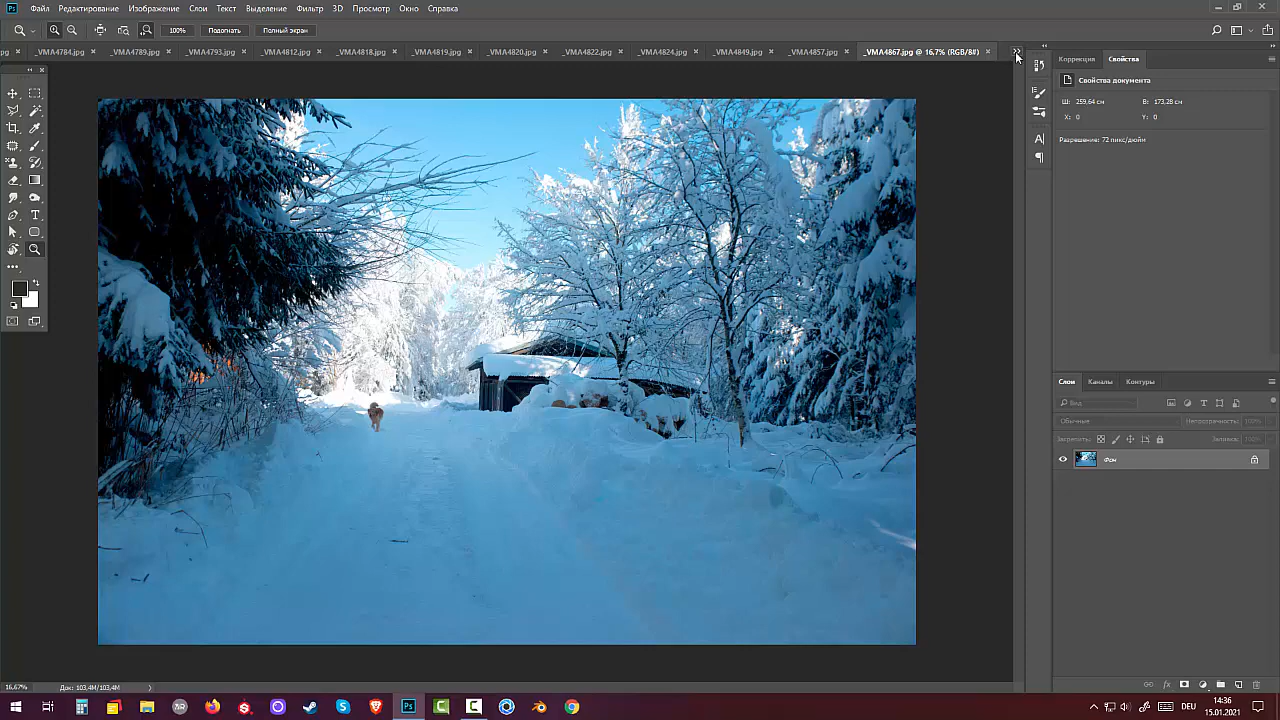 Ps Файл Редактирование Изображение Слои Текст Выделение Фильтр 3D Просмотр Окно Справка
100% Подогнать Полный экран
_VMA4784.jpg × _VMA4789.jpg × _VMA4793.jpg × _VMA4812.jpg × _VMA4818.jpg × _VMA4819.jpg × _VMA4820.jpg × _VMA4822.jpg × _VMA4824.jpg × _VMA4849.jpg × _VMA4857.jpg × _VMA4867.jpg @ 16,7% (RGB/8#) ×
Коррекция Свойства
Свойства документа
Ш: 259,64 см В: 173,28 см
X: 0 Y: 0
Разрешение: 72 пикс/дюйм
Слои Каналы Контуры
Вид
Обычные Непрозрачность: 100%
Закрепить: Заливка: 100%
Фон
16,67% Док: 103,4M/103,4M
DEU 14:36
15.01.2021